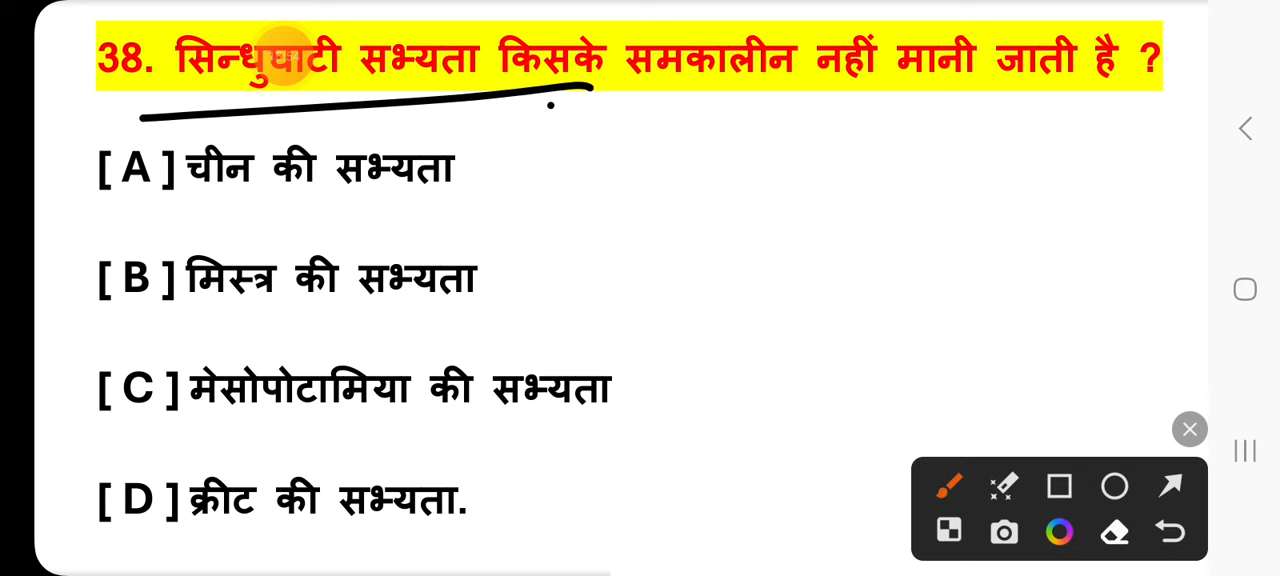 38. सिन्धुघाटी सभ्यता किसके समकालीन नहीं मानी जाती है ?
[ A ] चीन की सभ्यता
[ B ] मिस्त्र की सभ्यता
[ C ] मेसोपोटामिया की सभ्यता
[ D ] क्रीट की सभ्यता.